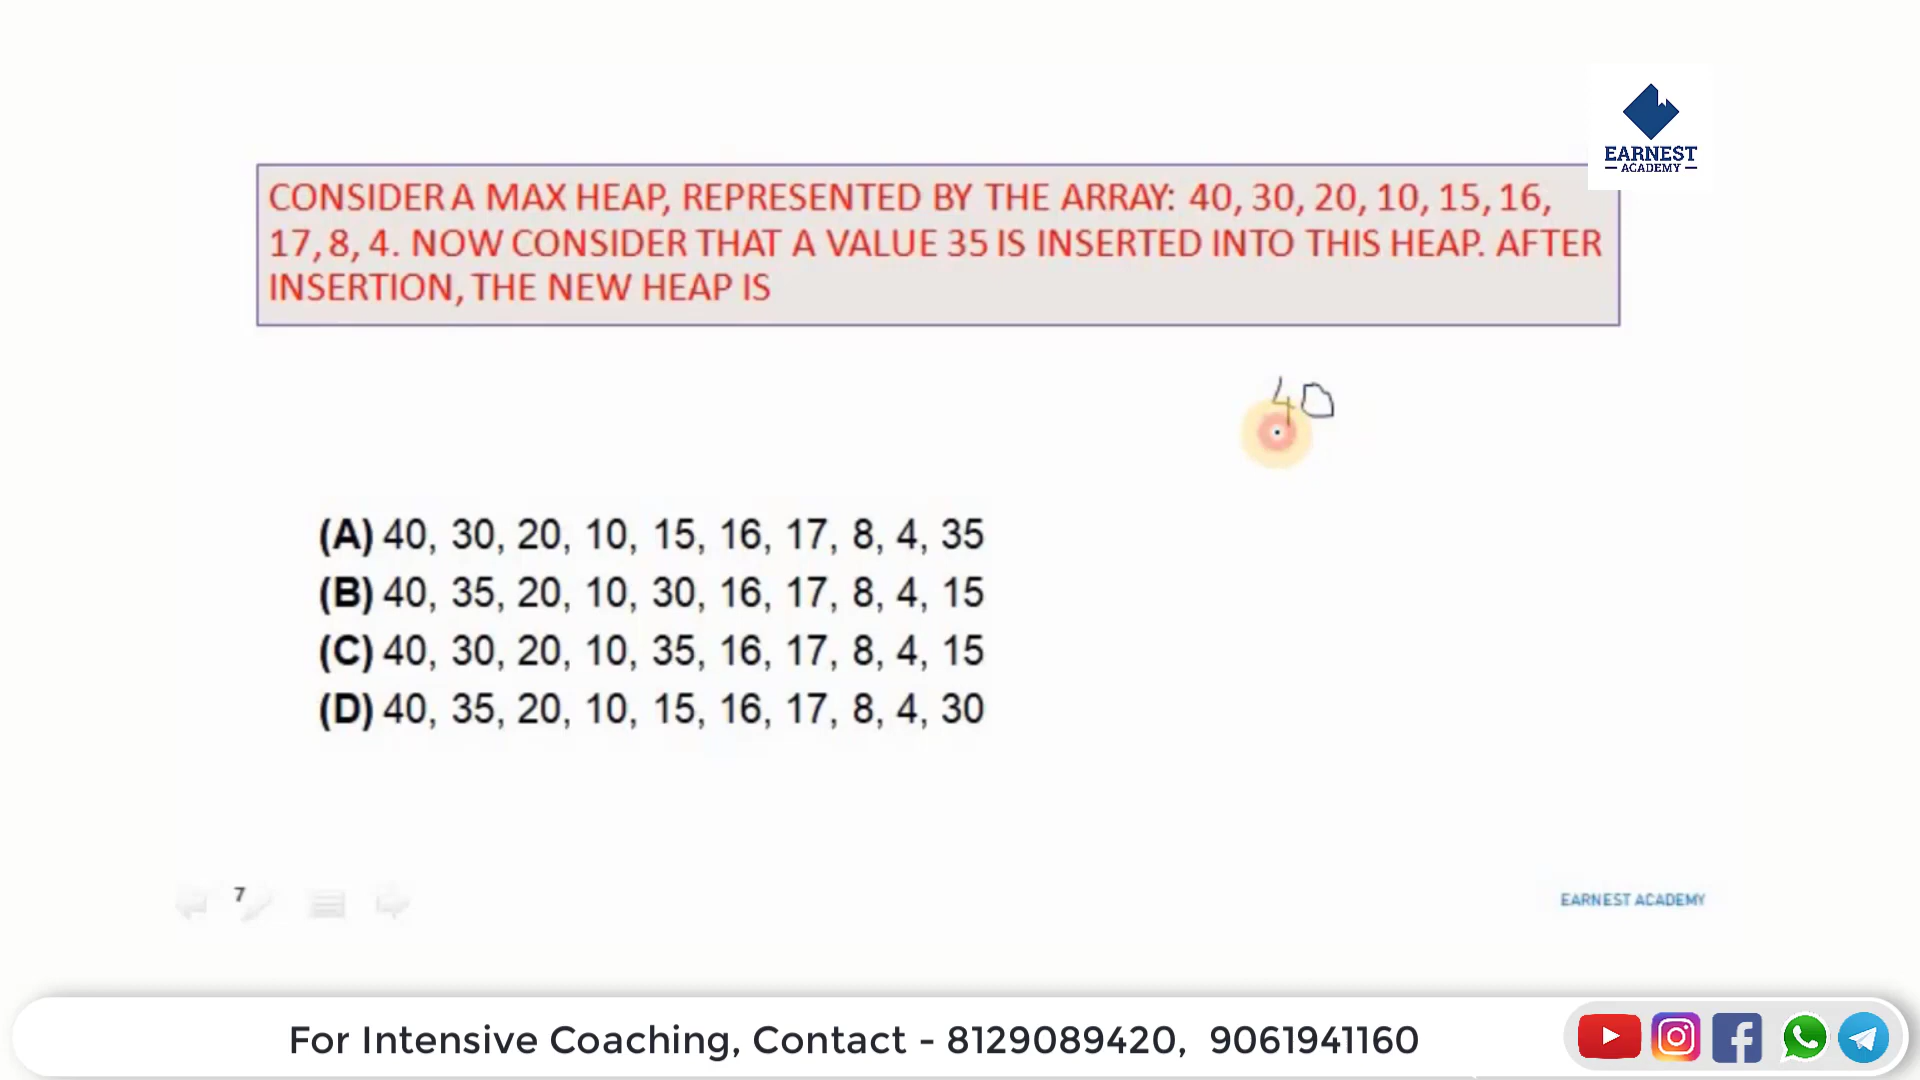 EARNEST
ACADEMY
CONSIDER A MAX HEAP, REPRESENTED BY THE ARRAY: 40, 30, 20, 10, 15, 16,
17, 8, 4. NOW CONSIDER THAT A VALUE 35 IS INSERTED INTO THIS HEAP. AFTER
INSERTION, THE NEW HEAP IS
40
(A) 40, 30, 20, 10, 15, 16, 17, 8, 4, 35
(B) 40, 35, 20, 10, 30, 16, 17, 8, 4, 15
(C) 40, 30, 20, 10, 35, 16, 17, 8, 4, 15
(D) 40, 35, 20, 10, 15, 16, 17, 8, 4, 30
7
EARNEST ACADEMY
For Intensive Coaching, Contact - 8129089420, 9061941160